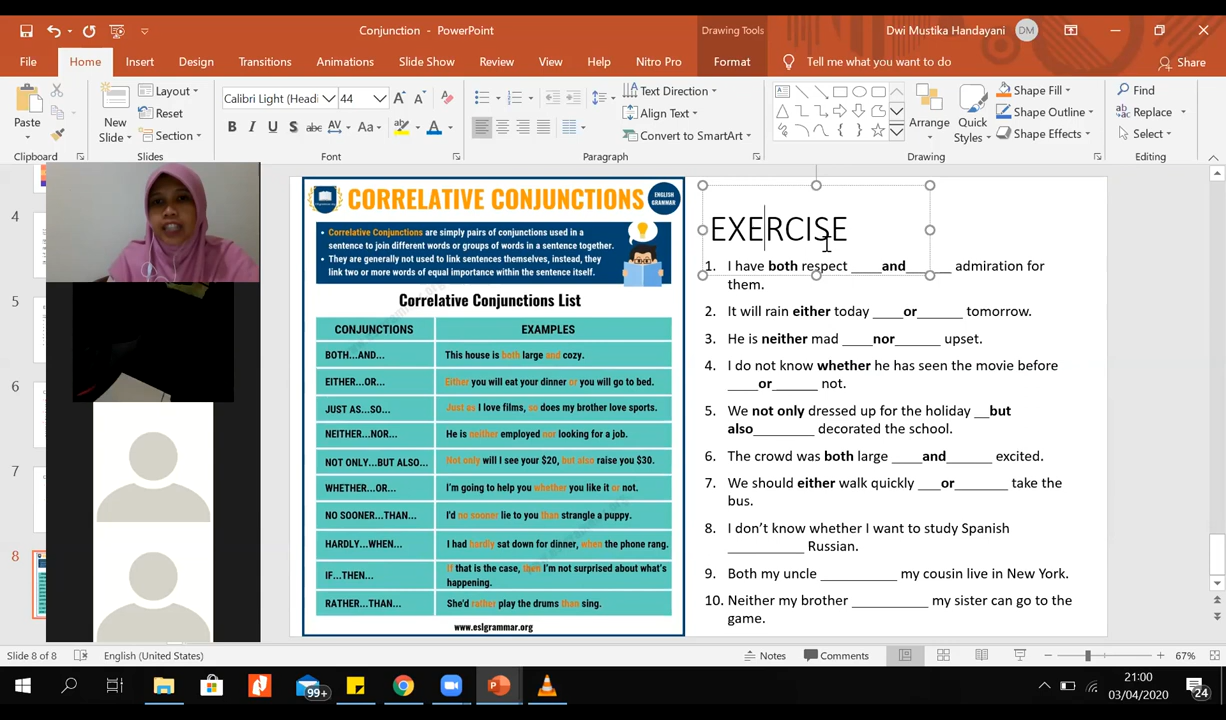 Conjunction - PowerPoint
Drawing Tools
Dwi Mustika Handayani
DM
File
Home
Insert
Design
Transitions
Animations
Slide Show
Review
View
Help
Nitro Pro
Format
Tell me what you want to do
Share
Paste
New Slide
Layout
Reset
Section
Calibri Light (Head
44
B I U S abc AV Aa
A A
A
Text Direction
Align Text
Convert to SmartArt
Arrange
Quick Styles
Shape Fill
Shape Outline
Shape Effects
Find
Replace
Select
Clipboard
Slides
Font
Paragraph
Drawing
Editing
4
5
6
7
8
CORRELATIVE CONJUNCTIONS
ENGLISH GRAMMAR
Correlative Conjunctions are simply pairs of conjunctions used in a
sentence to join different words or groups of words in a sentence together.
They are generally not used to link sentences themselves, instead, they
link two or more words of equal importance within the sentence itself.
Correlative Conjunctions List
CONJUNCTIONS EXAMPLES
BOTH...AND... This house is both large and cozy.
EITHER...OR... Either you will eat your dinner or you will go to bed.
JUST AS...SO... Just as I love films, so does my brother love sports.
NEITHER...NOR... He is neither employed nor looking for a job.
NOT ONLY...BUT ALSO... Not only will I see your $20, but also raise you $30.
WHETHER...OR... I'm going to help you whether you like it or not.
NO SOONER...THAN... I'd no sooner lie to you than strangle a puppy.
HARDLY...WHEN... I had hardly sat down for dinner, when the phone rang.
IF...THEN... If that is the case, then I'm not surprised about what's
happening.
RATHER...THAN... She'd rather play the drums than sing.
www.eslgrammar.org
EXERCISE
1. I have both respect ____and______ admiration for
them.
2. It will rain either today ____or______ tomorrow.
3. He is neither mad ____nor______ upset.
4. I do not know whether he has seen the movie before
____or______ not.
5. We not only dressed up for the holiday __but
also________ decorated the school.
6. The crowd was both large ____and______ excited.
7. We should either walk quickly ___or_______ take the
bus.
8. I don't know whether I want to study Spanish
__________ Russian.
9. Both my uncle __________ my cousin live in New York.
10. Neither my brother __________ my sister can go to the
game.
Slide 8 of 8
English (United States)
Notes
Comments
67%
99+
21:00
03/04/2020
24